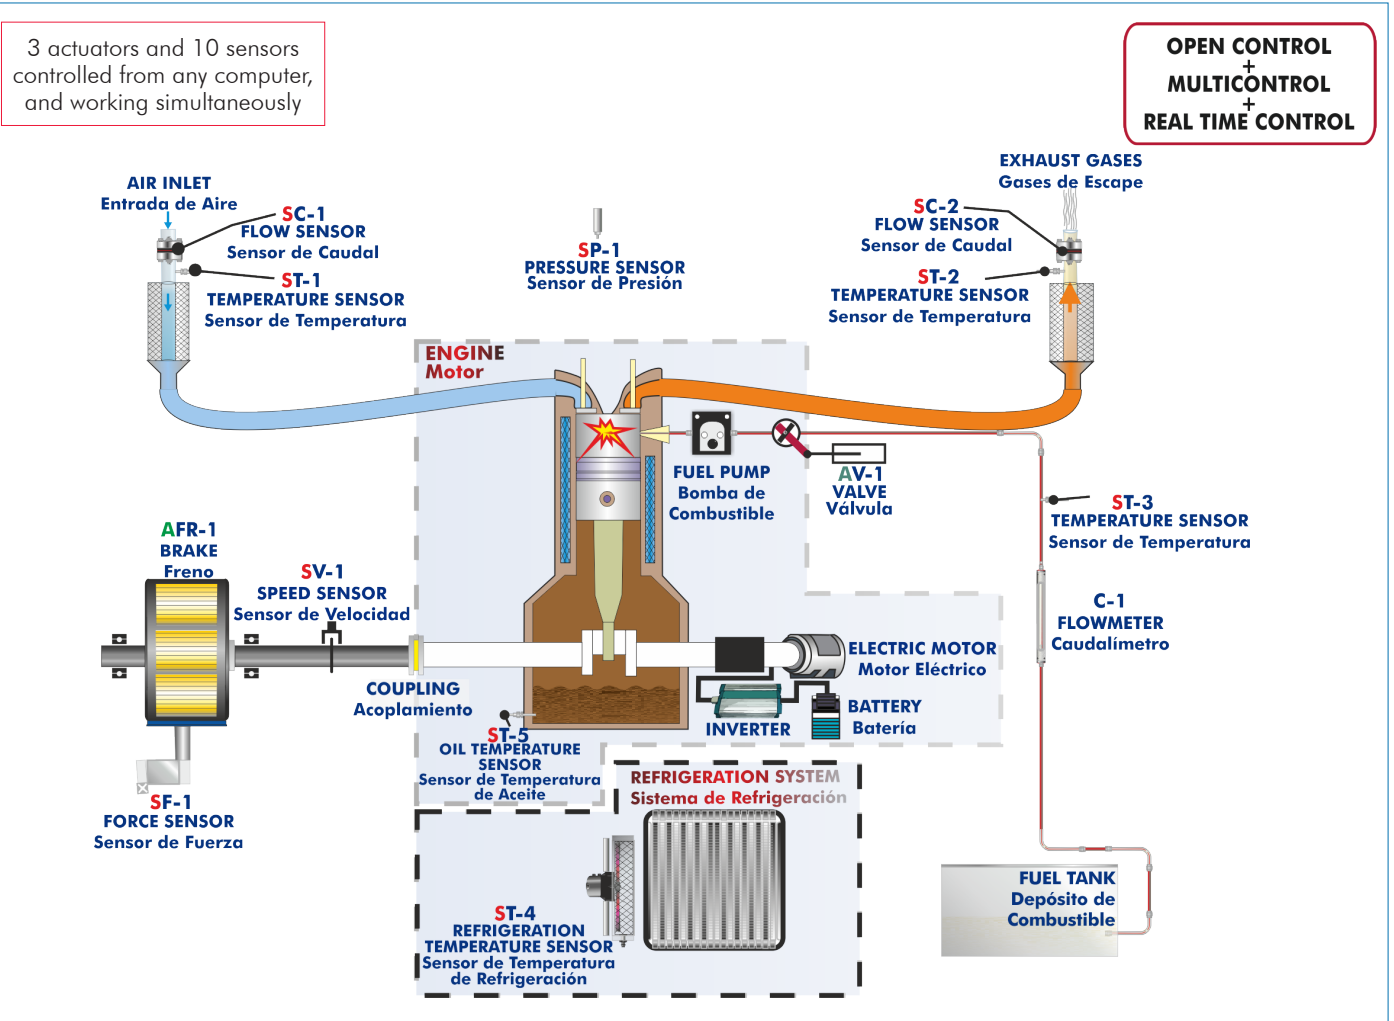 3 actuators and 10 sensors
controlled from any computer,
and working simultaneously
OPEN CONTROL
+
MULTICONTROL
+
REAL TIME CONTROL
AIR INLET
Entrada de Aire
SC-1
FLOW SENSOR
Sensor de Caudal
ST-1
TEMPERATURE SENSOR
Sensor de Temperatura
SP-1
PRESSURE SENSOR
Sensor de Presión
EXHAUST GASES
Gases de Escape
SC-2
FLOW SENSOR
Sensor de Caudal
ST-2
TEMPERATURE SENSOR
Sensor de Temperatura
ENGINE
Motor
FUEL PUMP
Bomba de
Combustible
AV-1
VALVE
Válvula
ST-3
TEMPERATURE SENSOR
Sensor de Temperatura
AFR-1
BRAKE
Freno
SV-1
SPEED SENSOR
Sensor de Velocidad
C-1
FLOWMETER
Caudalímetro
ELECTRIC MOTOR
Motor Eléctrico
COUPLING
Acoplamiento
INVERTER
BATTERY
Batería
ST-5
OIL TEMPERATURE
SENSOR
Sensor de Temperatura
de Aceite
SF-1
FORCE SENSOR
Sensor de Fuerza
REFRIGERATION SYSTEM
Sistema de Refrigeración
ST-4
REFRIGERATION
TEMPERATURE SENSOR
Sensor de Temperatura
de Refrigeración
FUEL TANK
Depósito de
Combustible